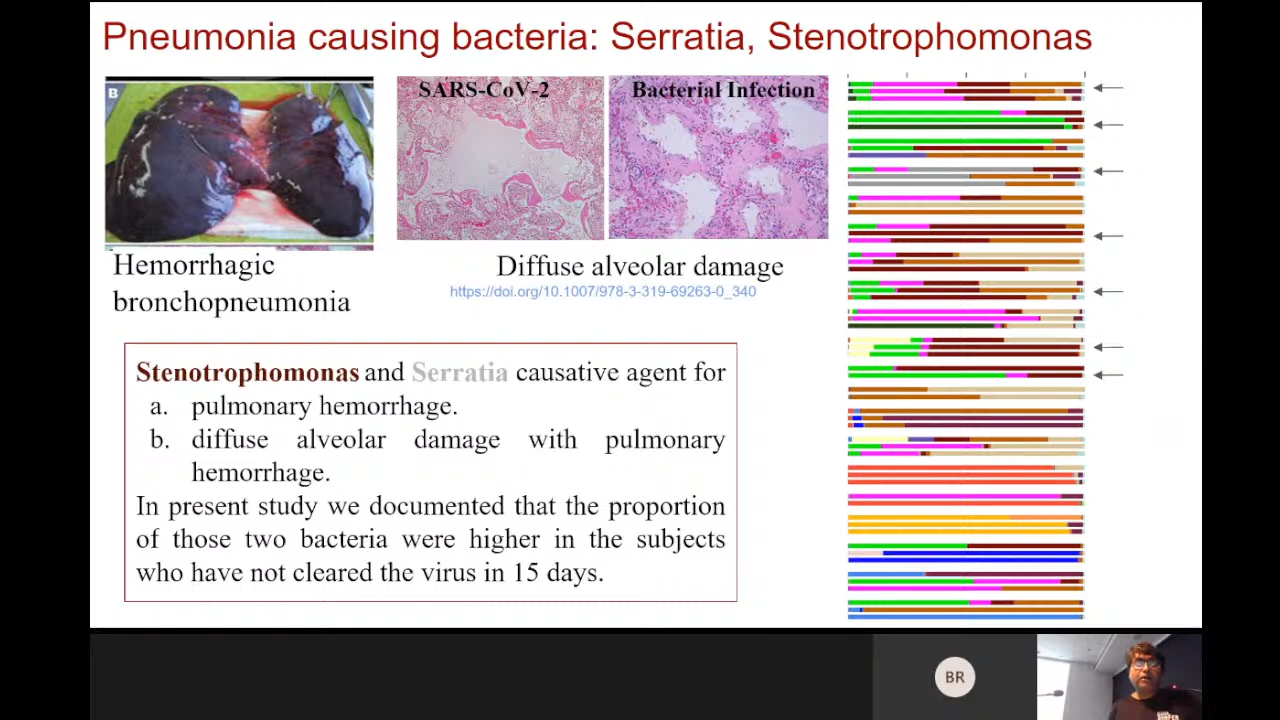 Pneumonia causing bacteria: Serratia, Stenotrophomonas
B
SARS-CoV-2
Bacterial Infection
Hemorrhagic
bronchopneumonia
Diffuse alveolar damage
https://doi.org/10.1007/978-3-319-69263-0_340
Stenotrophomonas and Serratia causative agent for
a. pulmonary hemorrhage.
b. diffuse alveolar damage with pulmonary
hemorrhage.
In present study we documented that the proportion
of those two bacteria were higher in the subjects
who have not cleared the virus in 15 days.
BR